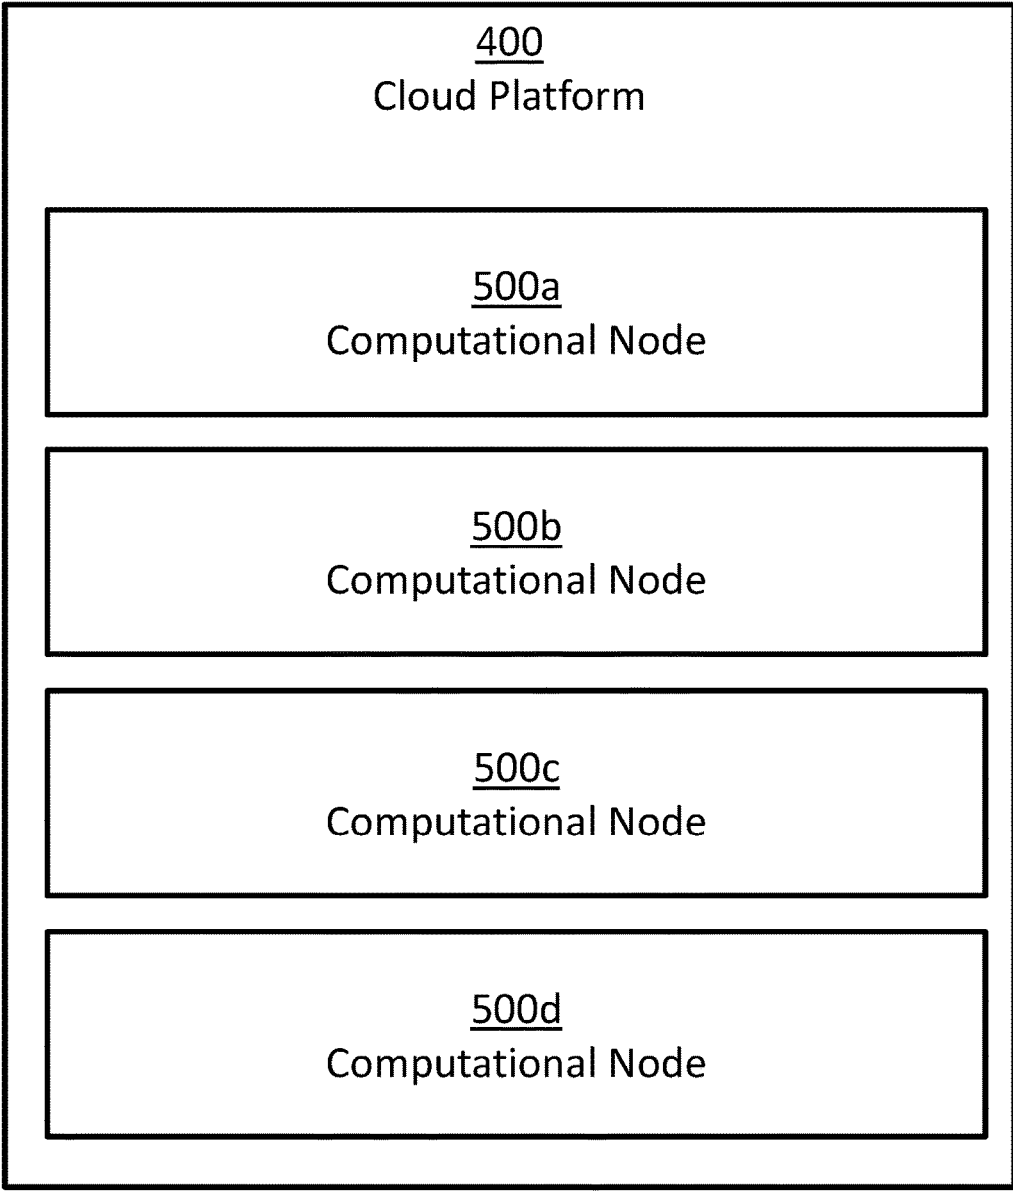 400
Cloud Platform
500a
Computational Node
500b
Computational Node
500c
Computational Node
500d
Computational Node